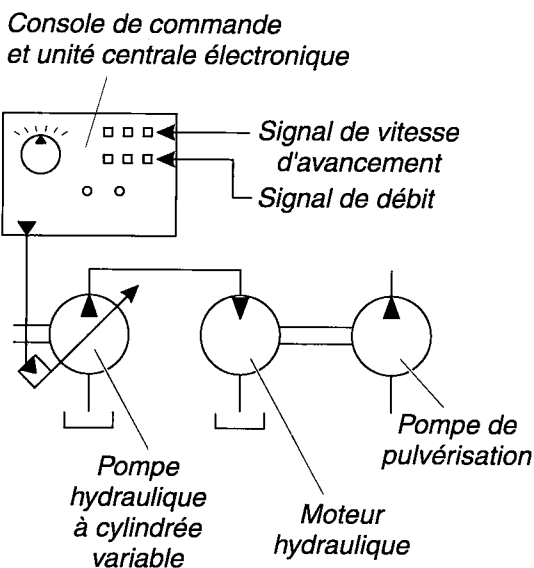 Console de commande
et unité centrale électronique
Signal de vitesse
d'avancement
Signal de débit
Pompe
hydraulique
à cylindrée
variable
Moteur
hydraulique
Pompe de
pulvérisation